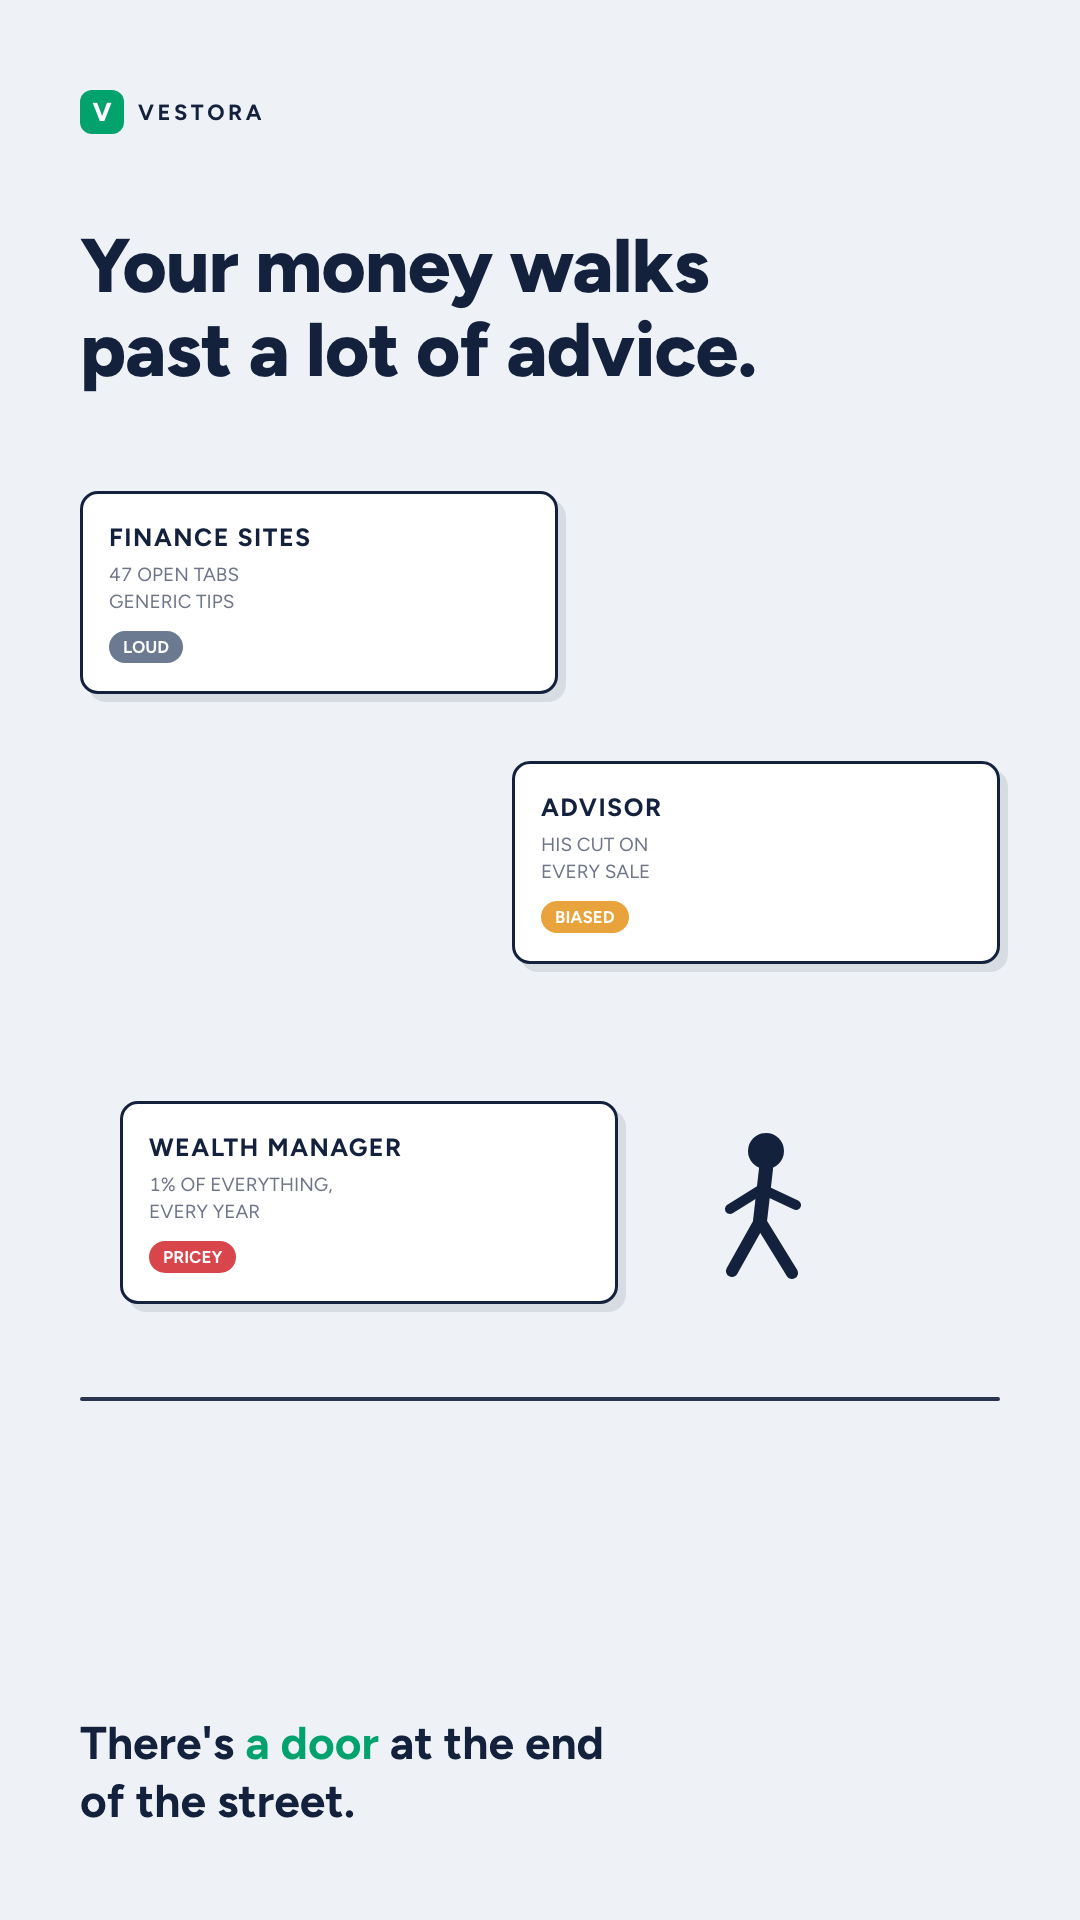 V VESTORA
Your money walks
past a lot of advice.
FINANCE SITES
47 OPEN TABS
GENERIC TIPS
LOUD
ADVISOR
HIS CUT ON
EVERY SALE
BIASED
WEALTH MANAGER
1% OF EVERYTHING,
EVERY YEAR
PRICEY
There's a door at the end
of the street.